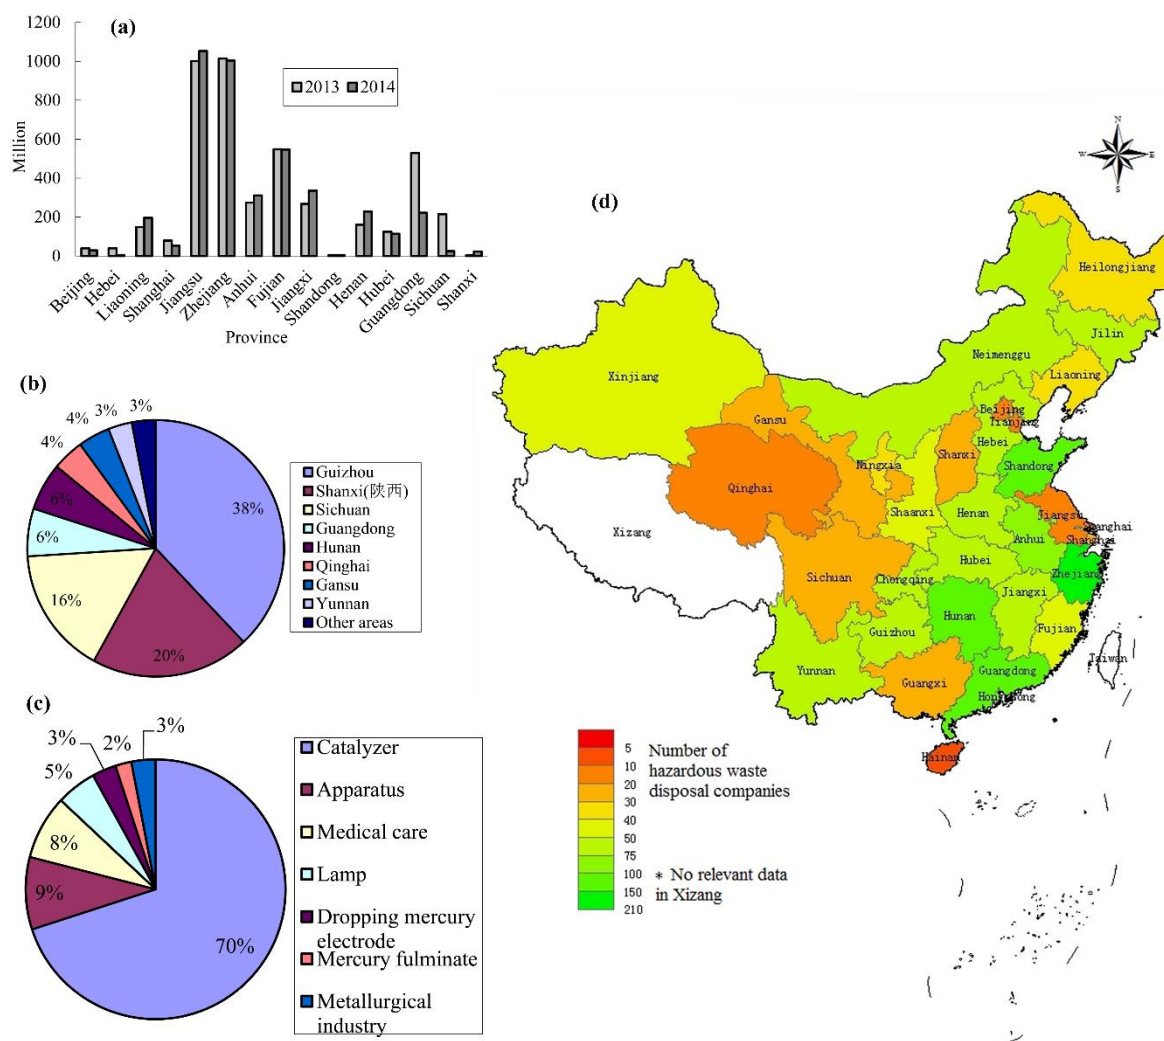 (a)
1200
1000
800
600
400
200
0
Million
2013 2014
Beijing
Hebei
Liaoning
Shanghai
Jiangsu
Zhejiang
Anhui
Fujian
Jiangxi
Shandong
Henan
Hubei
Guangdong
Sichuan
Shanxi
Province
(b)
38%
20%
16%
6%
6%
4%
4%
3%
3%
Guizhou
Shanxi(陕西)
Sichuan
Guangdong
Hunan
Qinghai
Gansu
Yunnan
Other areas
(c)
70%
9%
8%
5%
3%
2%
3%
Catalyzer
Apparatus
Medical care
Lamp
Dropping mercury
electrode
Mercury fulminate
Metallurgical
industry
(d)
N
W E
S
Heilongjiang
Jilin
Neimenggu
Liaoning
Xinjiang
Gansu
Beijing
Tianjing
Hebei
Shanxi
Shandong
Ningxia
Qinghai
Shaanxi
Henan
Jiangsu
Shanghai
Shanghai
Anhui
Xizang
Hubei
Zhejiang
Sichuan
Chongqing
Hunan
Jiangxi
Guizhou
Fujian
Yunnan
Guangxi
Guangdong
Hongkong
Taiwan
Hainan
5
10
20
30
40
50
75
100
150
210
Number of
hazardous waste
disposal companies
* No relevant data
in Xizang